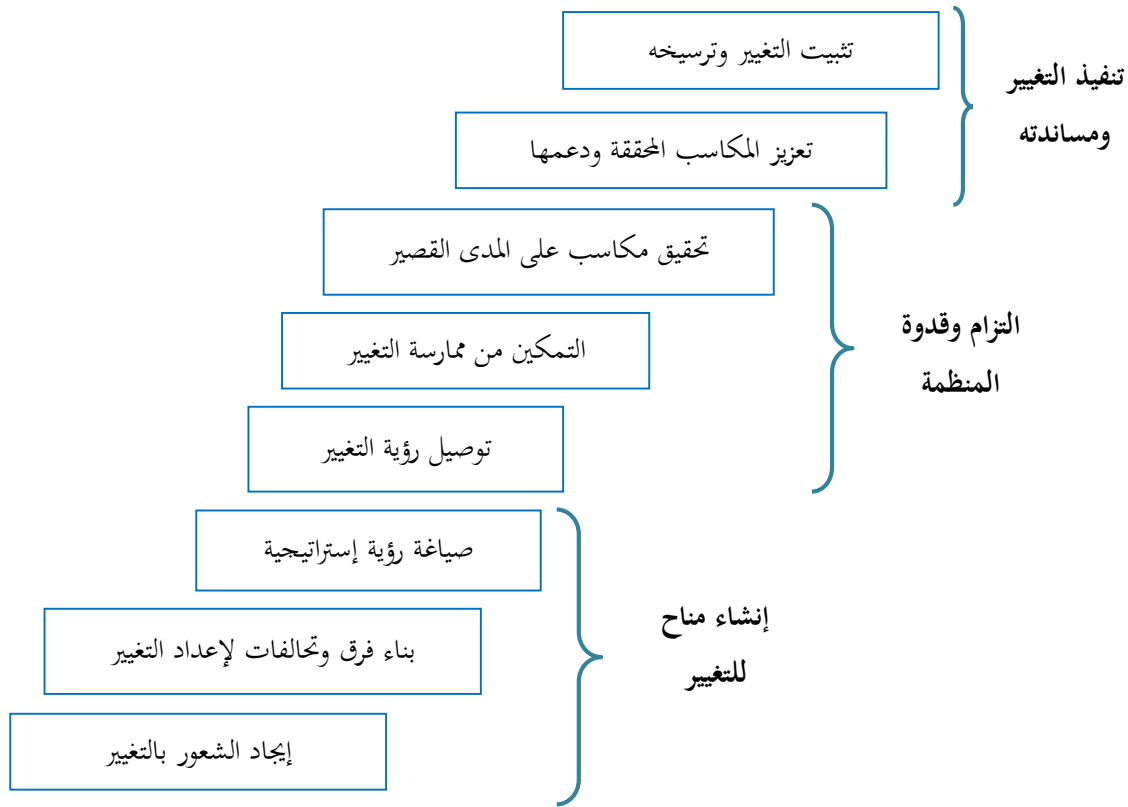 تثبيت التغيير وترسيخه
تنفيذ التغيير
ومساندته
تعزيز المكاسب المحققة ودعمها
تحقيق مكاسب على المدى القصير
التزام وقدوة
المنظمة
التمكين من ممارسة التغيير
توصيل رؤية التغيير
صياغة رؤية إستراتيجية
إنشاء مناح
للتغيير
بناء فرق وتحالفات لإعداد التغيير
إيجاد الشعور بالتغيير